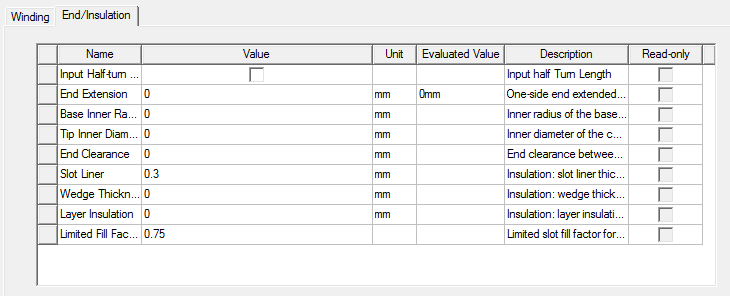 Winding End/Insulation
Name Value Unit Evaluated Value Description Read-only
Input Half-turn ... Input half Turn Length
End Extension 0 mm 0mm One-side end extended...
Base Inner Ra... 0 mm Inner radius of the base...
Tip Inner Diam... 0 mm Inner diameter of the c...
End Clearance 0 mm End clearance betwee...
Slot Liner 0.3 mm Insulation: slot liner thic...
Wedge Thickn... 0 mm Insulation: wedge thick...
Layer Insulation 0 mm Insulation: layer insulati...
Limited Fill Fac... 0.75 Limited slot fill factor for...